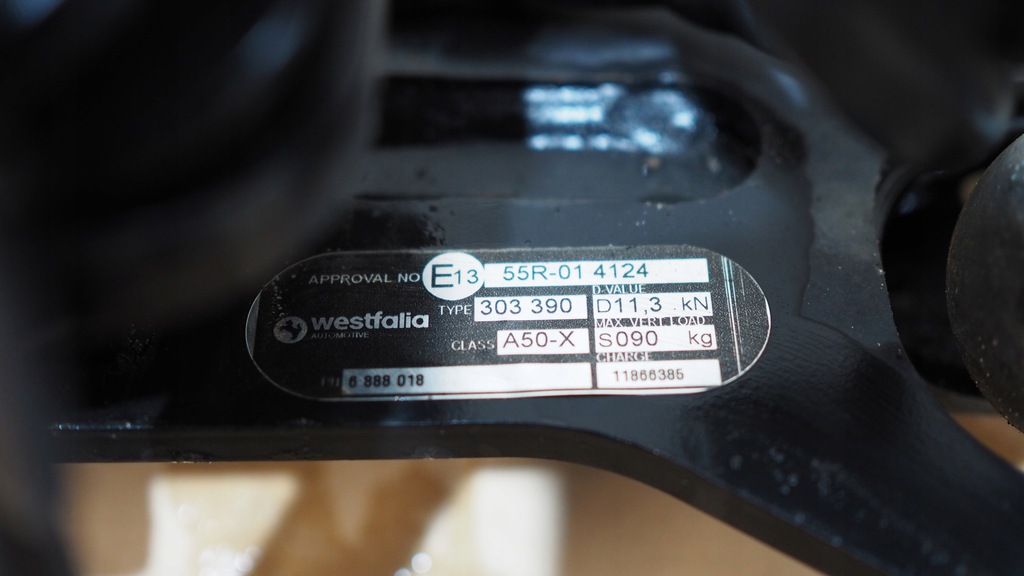 APPROVAL NO E13 55R-01 4124
D-VALUE
TYPE 303 390 D11,3 kN
westfalia
AUTOMOTIVE
MAX. VERT. LOAD
CLASS A50-X S090 kg
CHARGE
6 888 018 11866385